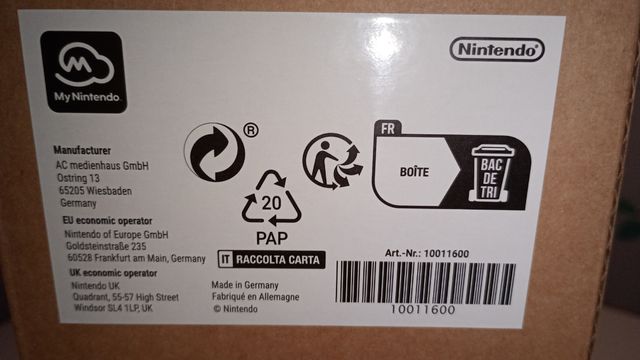 My Nintendo
Nintendo®
Manufacturer
AC medienhaus GmbH
Ostring 13
65205 Wiesbaden
Germany
EU economic operator
Nintendo of Europe GmbH
Goldsteinstraße 235
60528 Frankfurt am Main, Germany
UK economic operator
Nintendo UK
Quadrant, 55-57 High Street
Windsor SL4 1LP, UK
®
20
PAP
IT RACCOLTA CARTA
Made in Germany
Fabriqué en Allemagne
© Nintendo
FR
BOÎTE
BAC
DE
TRI
Art.-Nr.: 10011600
10011600